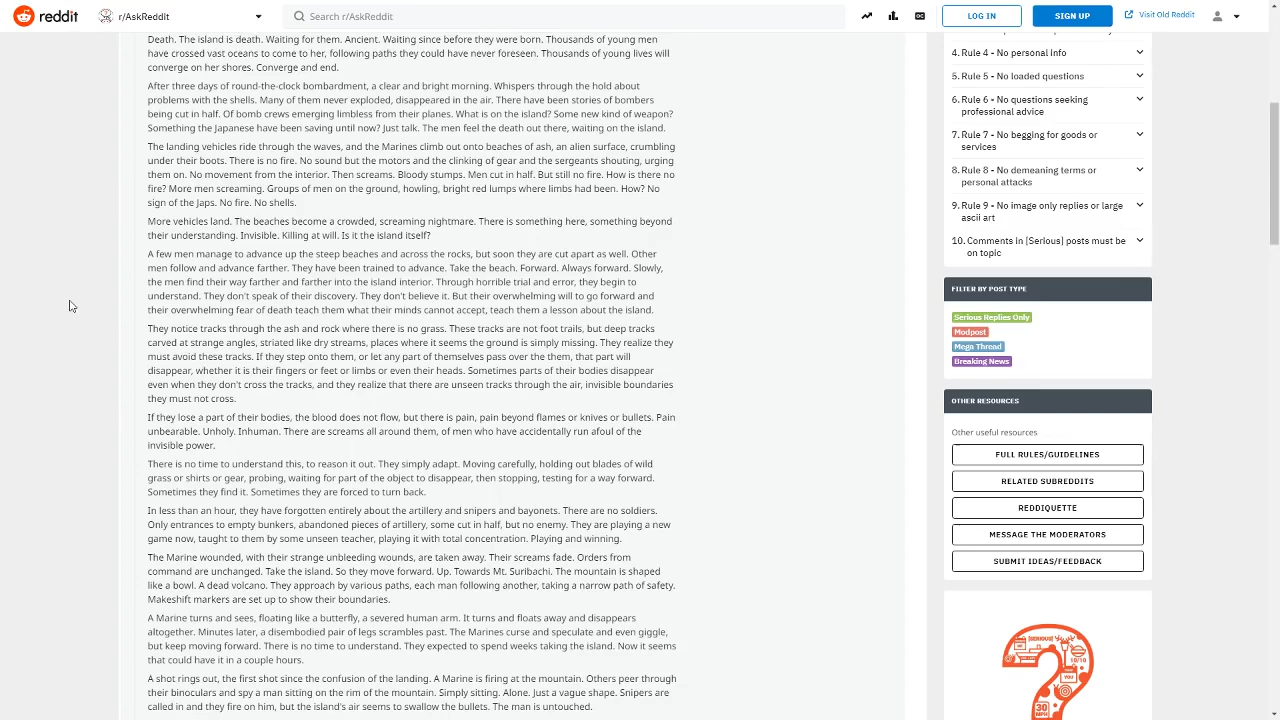 reddit
r/AskReddit
Search r/AskReddit
LOG IN
SIGN UP
Visit Old Reddit
Death. The island is death. Waiting for them. Ancient. Waiting since before they were born. Thousands of young men
have crossed vast oceans to come to her, following paths they could have never foreseen. Thousands of young lives will
converge on her shores. Converge and end.
After three days of round-the-clock bombardment, a clear and bright morning. Whispers through the hold about
problems with the shells. Many of them never exploded, disappeared in the air. There have been stories of bombers
being cut in half. Of bomb crews emerging limbless from their planes. What is on the island? Some new kind of weapon?
Something the Japanese have been saving until now? Just talk. The men feel the death out there, waiting on the island.
The landing vehicles ride through the waves, and the Marines climb out onto beaches of ash, an alien surface, crumbling
under their boots. There is no fire. No sound but the motors and the clinking of gear and the sergeants shouting, urging
them on. No movement from the interior. Then screams. Bloody stumps. Men cut in half. But still no fire. How is there no
fire? More men screaming. Groups of men on the ground, howling, bright red lumps where limbs had been. How? No
sign of the Japs. No fire. No shells.
More vehicles land. The beaches become a crowded, screaming nightmare. There is something here, something beyond
their understanding. Invisible. Killing at will. Is it the island itself?
A few men manage to advance up the steep beaches and across the rocks, but soon they are cut apart as well. Other
men follow and advance farther. They have been trained to advance. Take the beach. Forward. Always forward. Slowly,
the men find their way farther and farther into the island interior. Through horrible trial and error, they begin to
understand. They don't speak of their discovery. They don't believe it. But their overwhelming will to go forward and
their overwhelming fear of death teach them what their minds cannot accept, teach them a lesson about the island.
They notice tracks through the ash and rock where there is no grass. These tracks are not foot trails, but deep tracks
carved at strange angles, shaped like dry streams, places where it seems the ground is simply missing. They realize they
must avoid these tracks. If they step onto them, or let any part of themselves pass over the them, that part will
disappear, whether it is their guns or feet or limbs or even their heads. Sometimes parts of their bodies disappear
even when they don't cross the tracks, and they realize that there are unseen tracks through the air, invisible boundaries
they must not cross.
If they lose a part of their bodies, the blood does not flow, but there is pain, pain beyond flames or knives or bullets. Pain
unbearable. Unholy. Inhuman. There are screams all around them, of men who have accidentally run afoul of the
invisible power.
There is no time to understand this, to reason it out. They simply adapt. Moving carefully, holding out blades of wild
grass or shirts or gear, probing, waiting for part of the object to disappear, then stopping, testing for a way forward.
Sometimes they find it. Sometimes they are forced to turn back.
In less than an hour, they have forgotten entirely about the artillery and snipers and bayonets. There are no soldiers.
Only entrances to empty bunkers, abandoned pieces of artillery, some cut in half, but no enemy. They are playing a new
game now, taught to them by some unseen teacher, playing it with total concentration. Playing and winning.
The Marine wounded, with their strange unbleeding wounds, are taken away. Their screams fade. Orders from
command are unchanged. Take the island. So they move forward. Up. Towards Mt. Suribachi. The mountain is shaped
like a bowl. A dead volcano. They approach by various paths, each man following another, taking a narrow path of safety.
Makeshift markers are set up to show their boundaries.
A Marine turns and sees, floating like a butterfly, a severed human arm. It turns and floats away and disappears
altogether. Minutes later, a disembodied pair of legs scrambles past. The Marines curse and speculate and even giggle,
but keep moving forward. There is no time to understand. They expected to spend weeks taking the island. Now it seems
that could have it in a couple hours.
A shot rings out, the first shot since the confusion of the landing. A Marine is firing at the mountain. Others peer through
their binoculars and spy a man sitting on the rim of the mountain. Simply sitting. Alone. Just a vague shape. Snipers are
called in and they fire on him, but the island's air seems to swallow the bullets. The man is untouched.
4. Rule 4 - No personal info
5. Rule 5 - No loaded questions
6. Rule 6 - No questions seeking
professional advice
7. Rule 7 - No begging for goods or
services
8. Rule 8 - No demeaning terms or
personal attacks
9. Rule 9 - No image only replies or large
ascii art
10. Comments in [Serious] posts must be
on topic
FILTER BY POST TYPE
Serious Replies Only
Modpost
Mega Thread
Breaking News
OTHER RESOURCES
Other useful resources
FULL RULES/GUIDELINES
RELATED SUBREDDITS
REDDIQUETTE
MESSAGE THE MODERATORS
SUBMIT IDEAS/FEEDBACK
[SERIOUS]
10/10
YOU
30
MPH